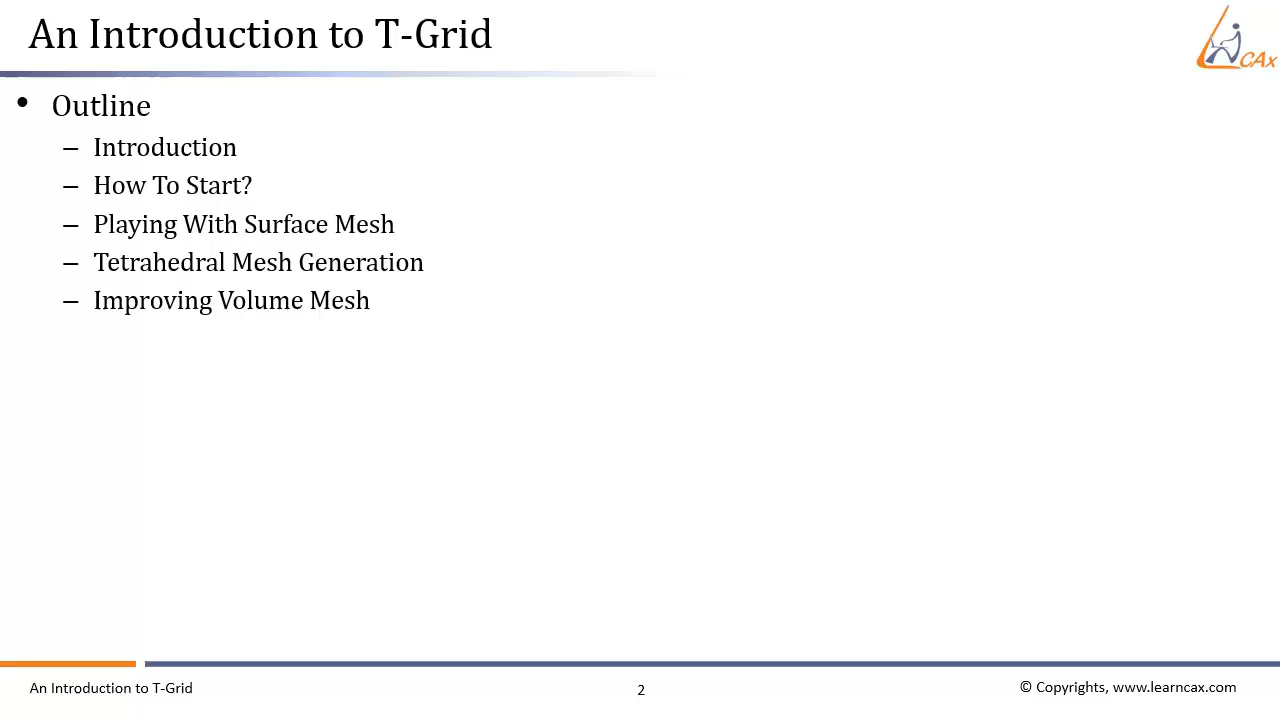 An Introduction to T-Grid
CAx
• Outline
– Introduction
– How To Start?
– Playing With Surface Mesh
– Tetrahedral Mesh Generation
– Improving Volume Mesh
An Introduction to T-Grid
2
© Copyrights, www.learncax.com